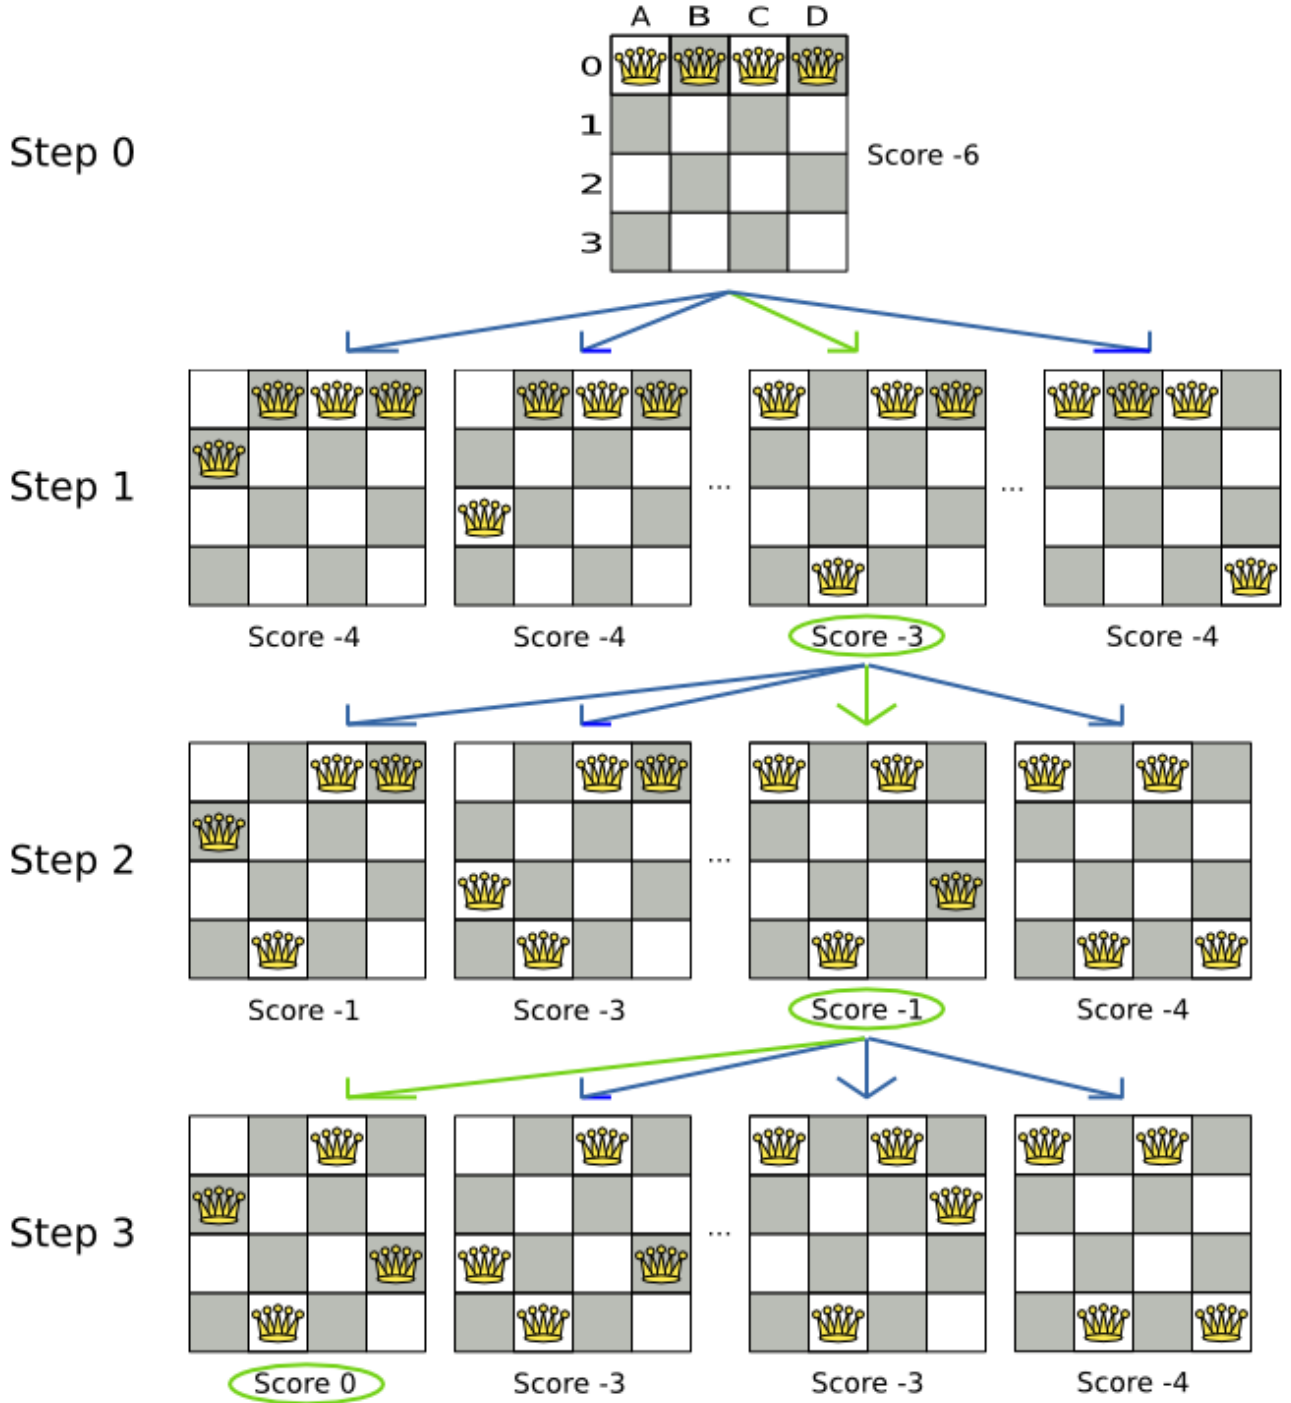 A B C D
0
1
Step 0
Score -6
2
3
Step 1
...
...
Score -4
Score -4
Score -3
Score -4
Step 2
...
Score -1
Score -3
Score -1
Score -4
Step 3
...
Score 0
Score -3
Score -3
Score -4